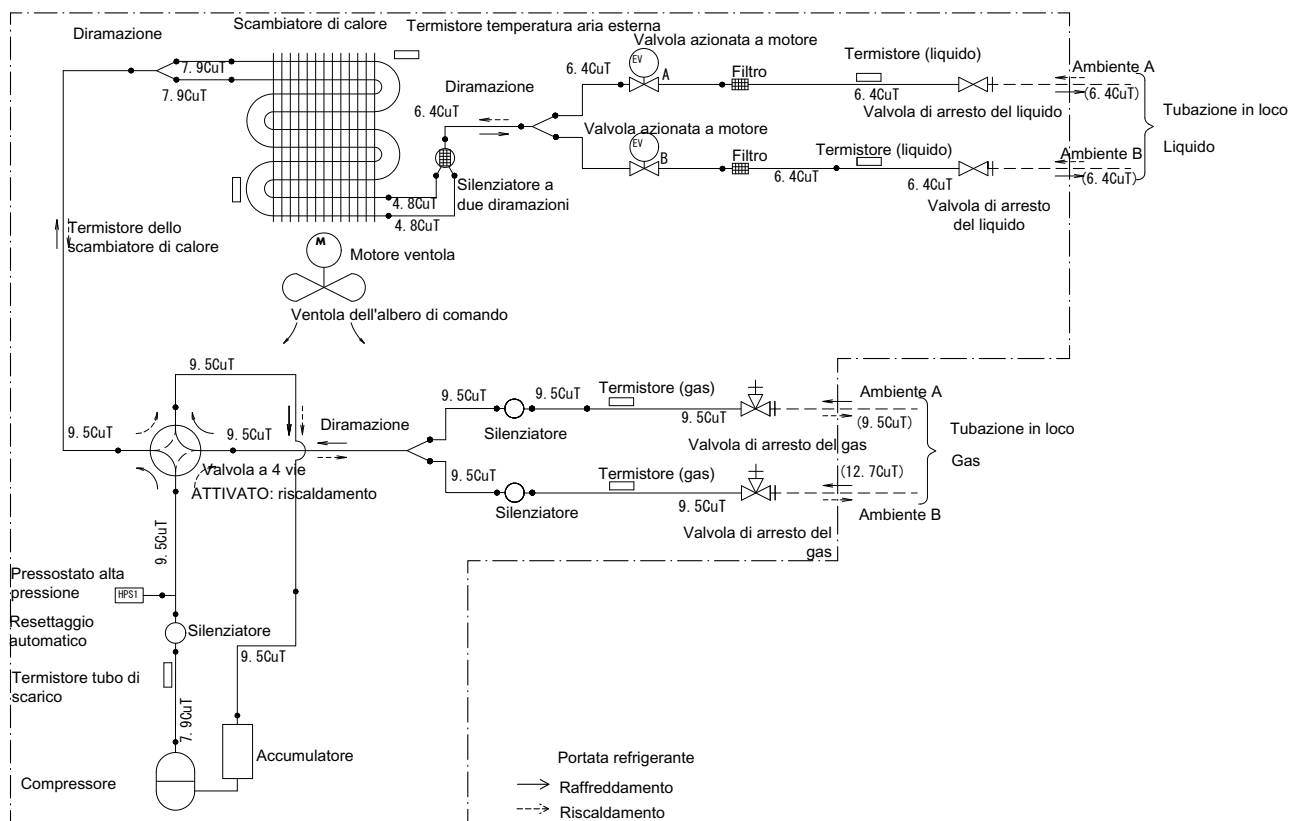 Scambiatore di calore
Termistore temperatura aria esterna
Diramazione
Valvola azionata a motore
7.9CuT
7.9CuT
6.4CuT
EV
A
Filtro
Termistore (liquido)
6.4CuT
Valvola di arresto del liquido
Ambiente A
(6.4CuT)
Tubazione in loco
Liquido
Diramazione
6.4CuT
Valvola azionata a motore
EV
B
Filtro
Termistore (liquido)
6.4CuT
6.4CuT
Ambiente B
(6.4CuT)
Valvola di arresto
del liquido
Silenziatore a
due diramazioni
4.8CuT
4.8CuT
Termistore dello
scambiatore di calore
M
Motore ventola
Ventola dell'albero di comando
9.5CuT
9.5CuT
9.5CuT
Valvola a 4 vie
ATTIVATO: riscaldamento
Diramazione
9.5CuT
9.5CuT
Silenziatore
Termistore (gas)
9.5CuT
Valvola di arresto del gas
Ambiente A
(9.5CuT)
Tubazione in loco
Gas
9.5CuT
Silenziatore
Termistore (gas)
9.5CuT
(12.7CuT)
Ambiente B
Valvola di arresto del
gas
9.5CuT
Pressostato alta
pressione
HPS1
Resettaggio
automatico
Silenziatore
9.5CuT
Termistore tubo di
scarico
7.9CuT
Accumulatore
Compressore
Portata refrigerante
Raffreddamento
Riscaldamento